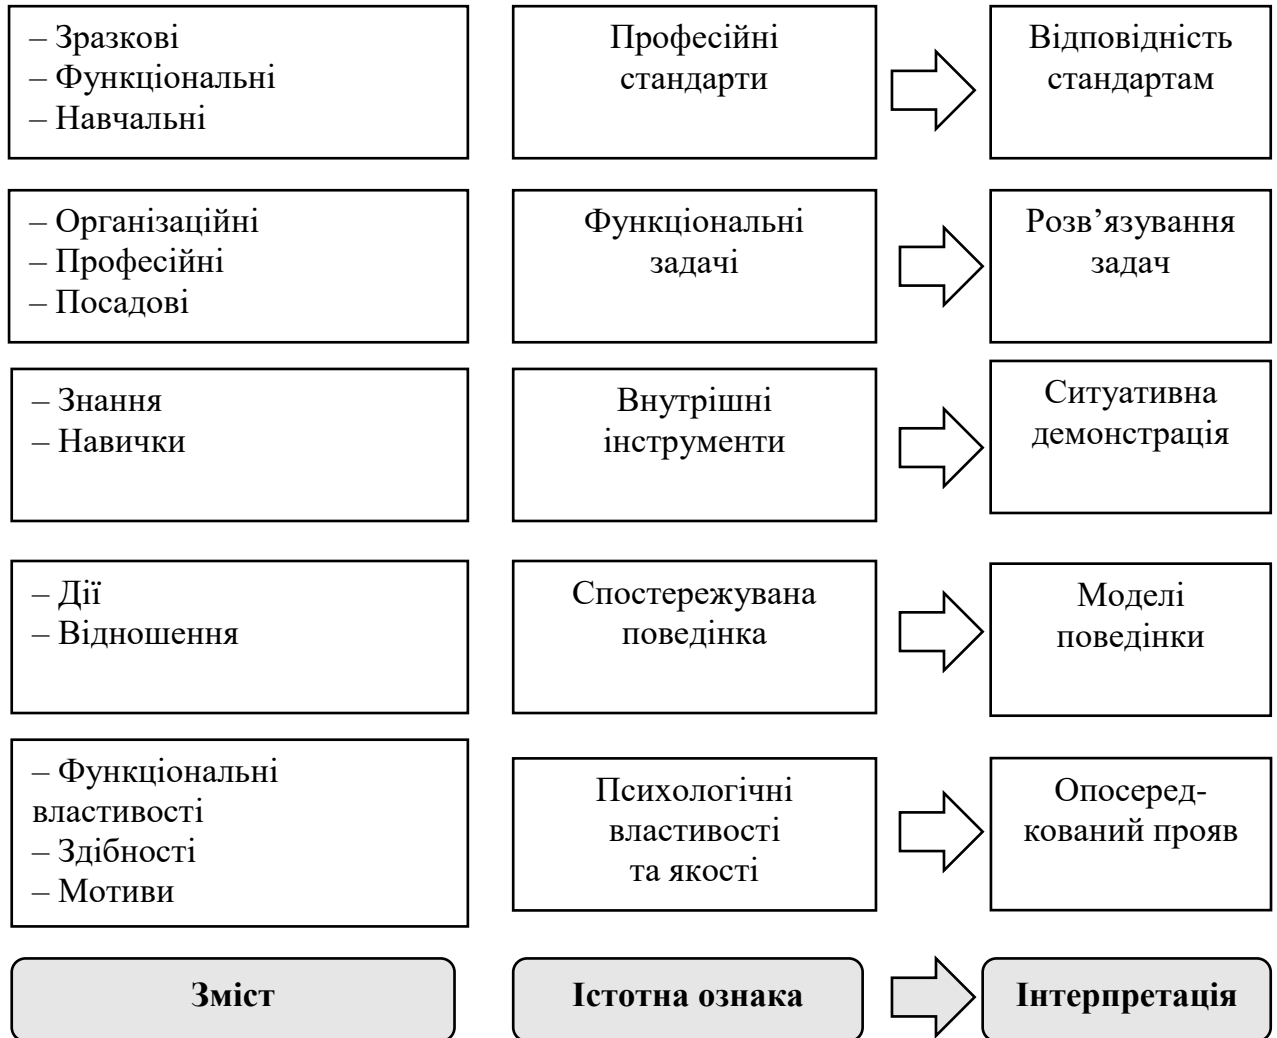 – Зразкові
– Функціональні
– Навчальні
Професійні
стандарти
Відповідність
стандартам
– Організаційні
– Професійні
– Посадові
Функціональні
задачі
Розв’язування
задач
– Знання
– Навички
Внутрішні
інструменти
Ситуативна
демонстрація
– Дії
– Відношення
Спостережувана
поведінка
Моделі
поведінки
– Функціональні
властивості
– Здібності
– Мотиви
Психологічні
властивості
та якості
Опосеред-
кований прояв
Зміст
Істотна ознака
Інтерпретація